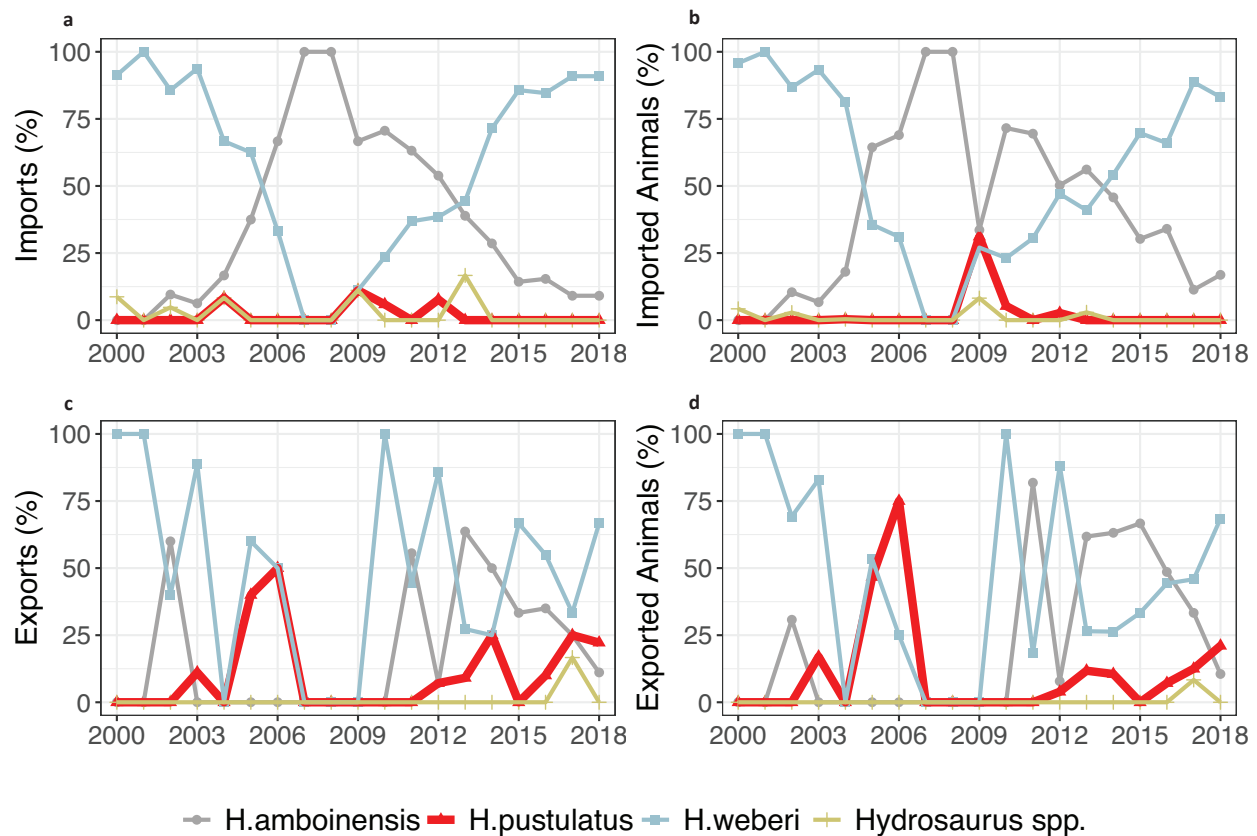 a
b
Imports (%)
100
75
50
25
0
2000 2003 2006 2009 2012 2015 2018
Imported Animals (%)
100
75
50
25
0
2000 2003 2006 2009 2012 2015 2018
c
d
Exports (%)
100
75
50
25
0
2000 2003 2006 2009 2012 2015 2018
Exported Animals (%)
100
75
50
25
0
2000 2003 2006 2009 2012 2015 2018
H.amboinensis H.pustulatus H.weberi Hydrosaurus spp.